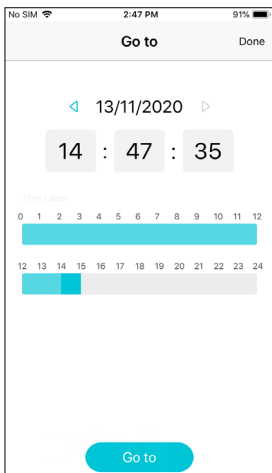 No SIM 2:47 PM 91%
Go to Done
13/11/2020
14 : 47 : 35
Time Lapse
0 1 2 3 4 5 6 7 8 9 10 11 12
12 13 14 15 16 17 18 19 20 21 22 23 24
Go to